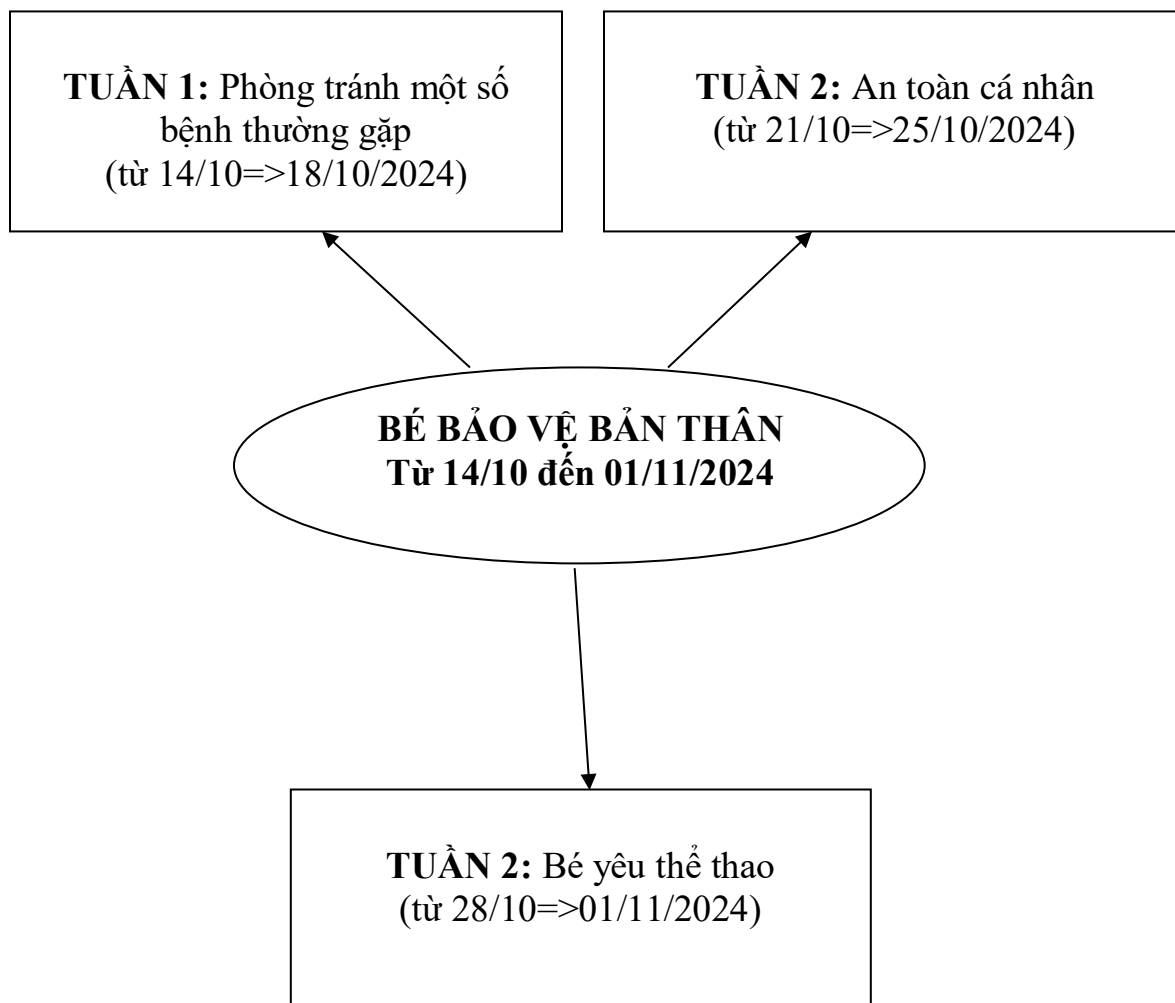 TUẦN 1: Phòng tránh một số
bệnh thường gặp
(từ 14/10=>18/10/2024)
TUẦN 2: An toàn cá nhân
(từ 21/10=>25/10/2024)
BÉ BẢO VỆ BẢN THÂN
Từ 14/10 đến 01/11/2024
TUẦN 2: Bé yêu thể thao
(từ 28/10=>01/11/2024)